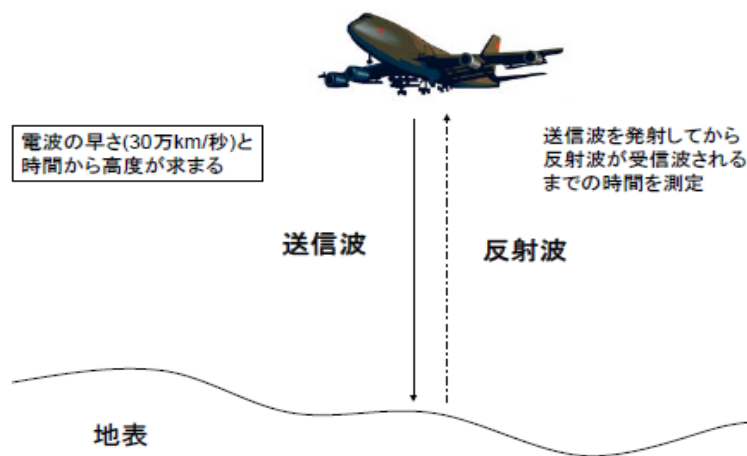 電波の早さ(30万km/秒)と
時間から高度が求まる
送信波を発射してから
反射波が受信波される
までの時間を測定
送信波
反射波
地表